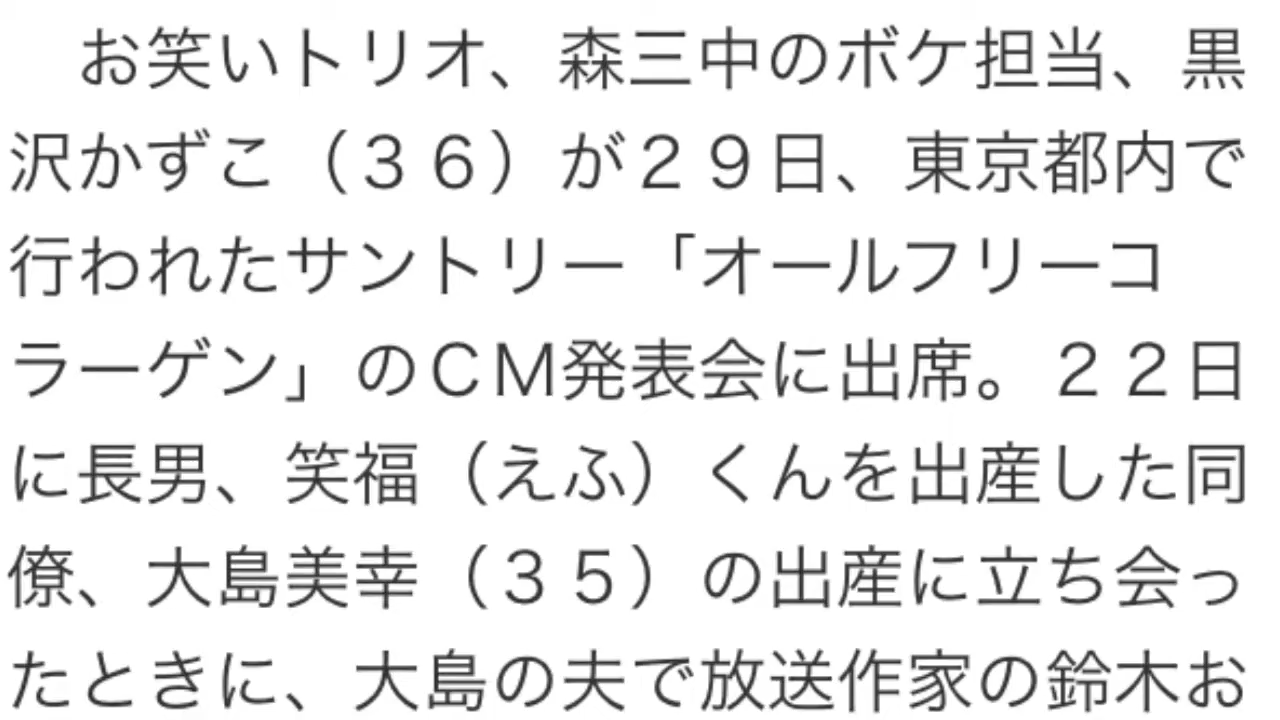 お笑いトリオ、森三中のボケ担当、黒
沢かずこ（３６）が２９日、東京都内で
行われたサントリー「オールフリーコ
ラーゲン」のＣＭ発表会に出席。２２日
に長男、笑福（えふ）くんを出産した同
僚、大島美幸（３５）の出産に立ち会っ
たときに、大島の夫で放送作家の鈴木お